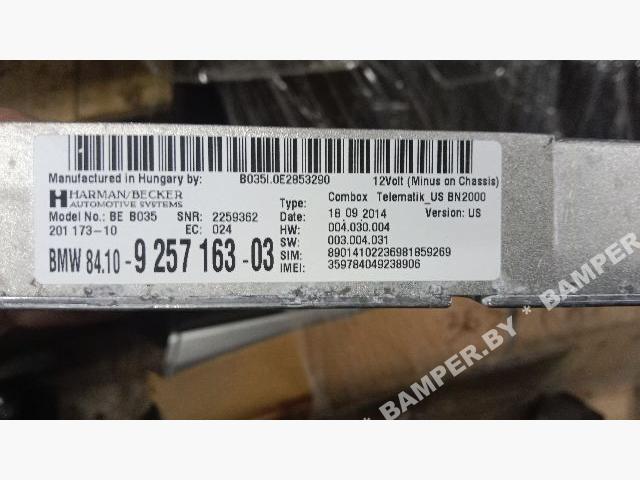 Manufactured in Hungary by: B035I.0E2853290 12Volt (Minus on Chassis)
HARMAN/BECKER
AUTOMOTIVE SYSTEMS
Type: Combox Telematik_US BN2000
Model No.: BE B035 SNR: 2259362 Date: 18 09 2014 Version: US
201 173-10 EC: 024 HW: 004.030.004
SW: 003.004.031
BMW 84.10 -9 257 163 -03 SIM: 89014102236981859269
IMEI: 359784049238906
BAMPER.BY * BAMPER.BY *